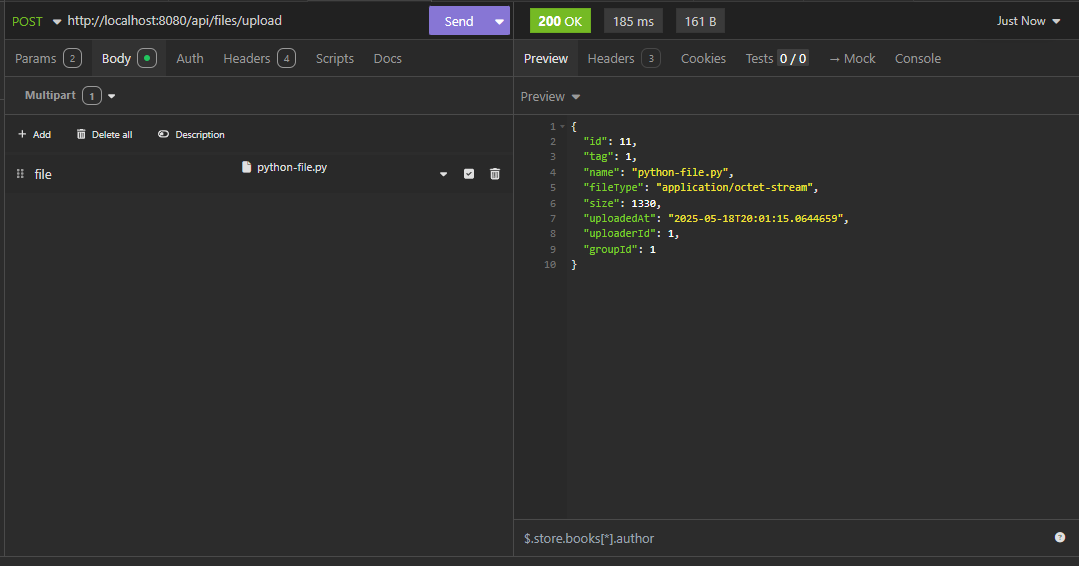 POST http://localhost:8080/api/files/upload Send
Params 2 Body Auth Headers 4 Scripts Docs
Multipart 1
+ Add Delete all Description
file python-file.py
200 OK 185 ms 161 B Just Now
Preview Headers 3 Cookies Tests 0 / 0 → Mock Console
Preview
1 {
2 "id": 11,
3 "tag": 1,
4 "name": "python-file.py",
5 "fileType": "application/octet-stream",
6 "size": 1330,
7 "uploadedAt": "2025-05-18T20:01:15.0644659",
8 "uploaderId": 1,
9 "groupId": 1
10 }
$.store.books[*].author